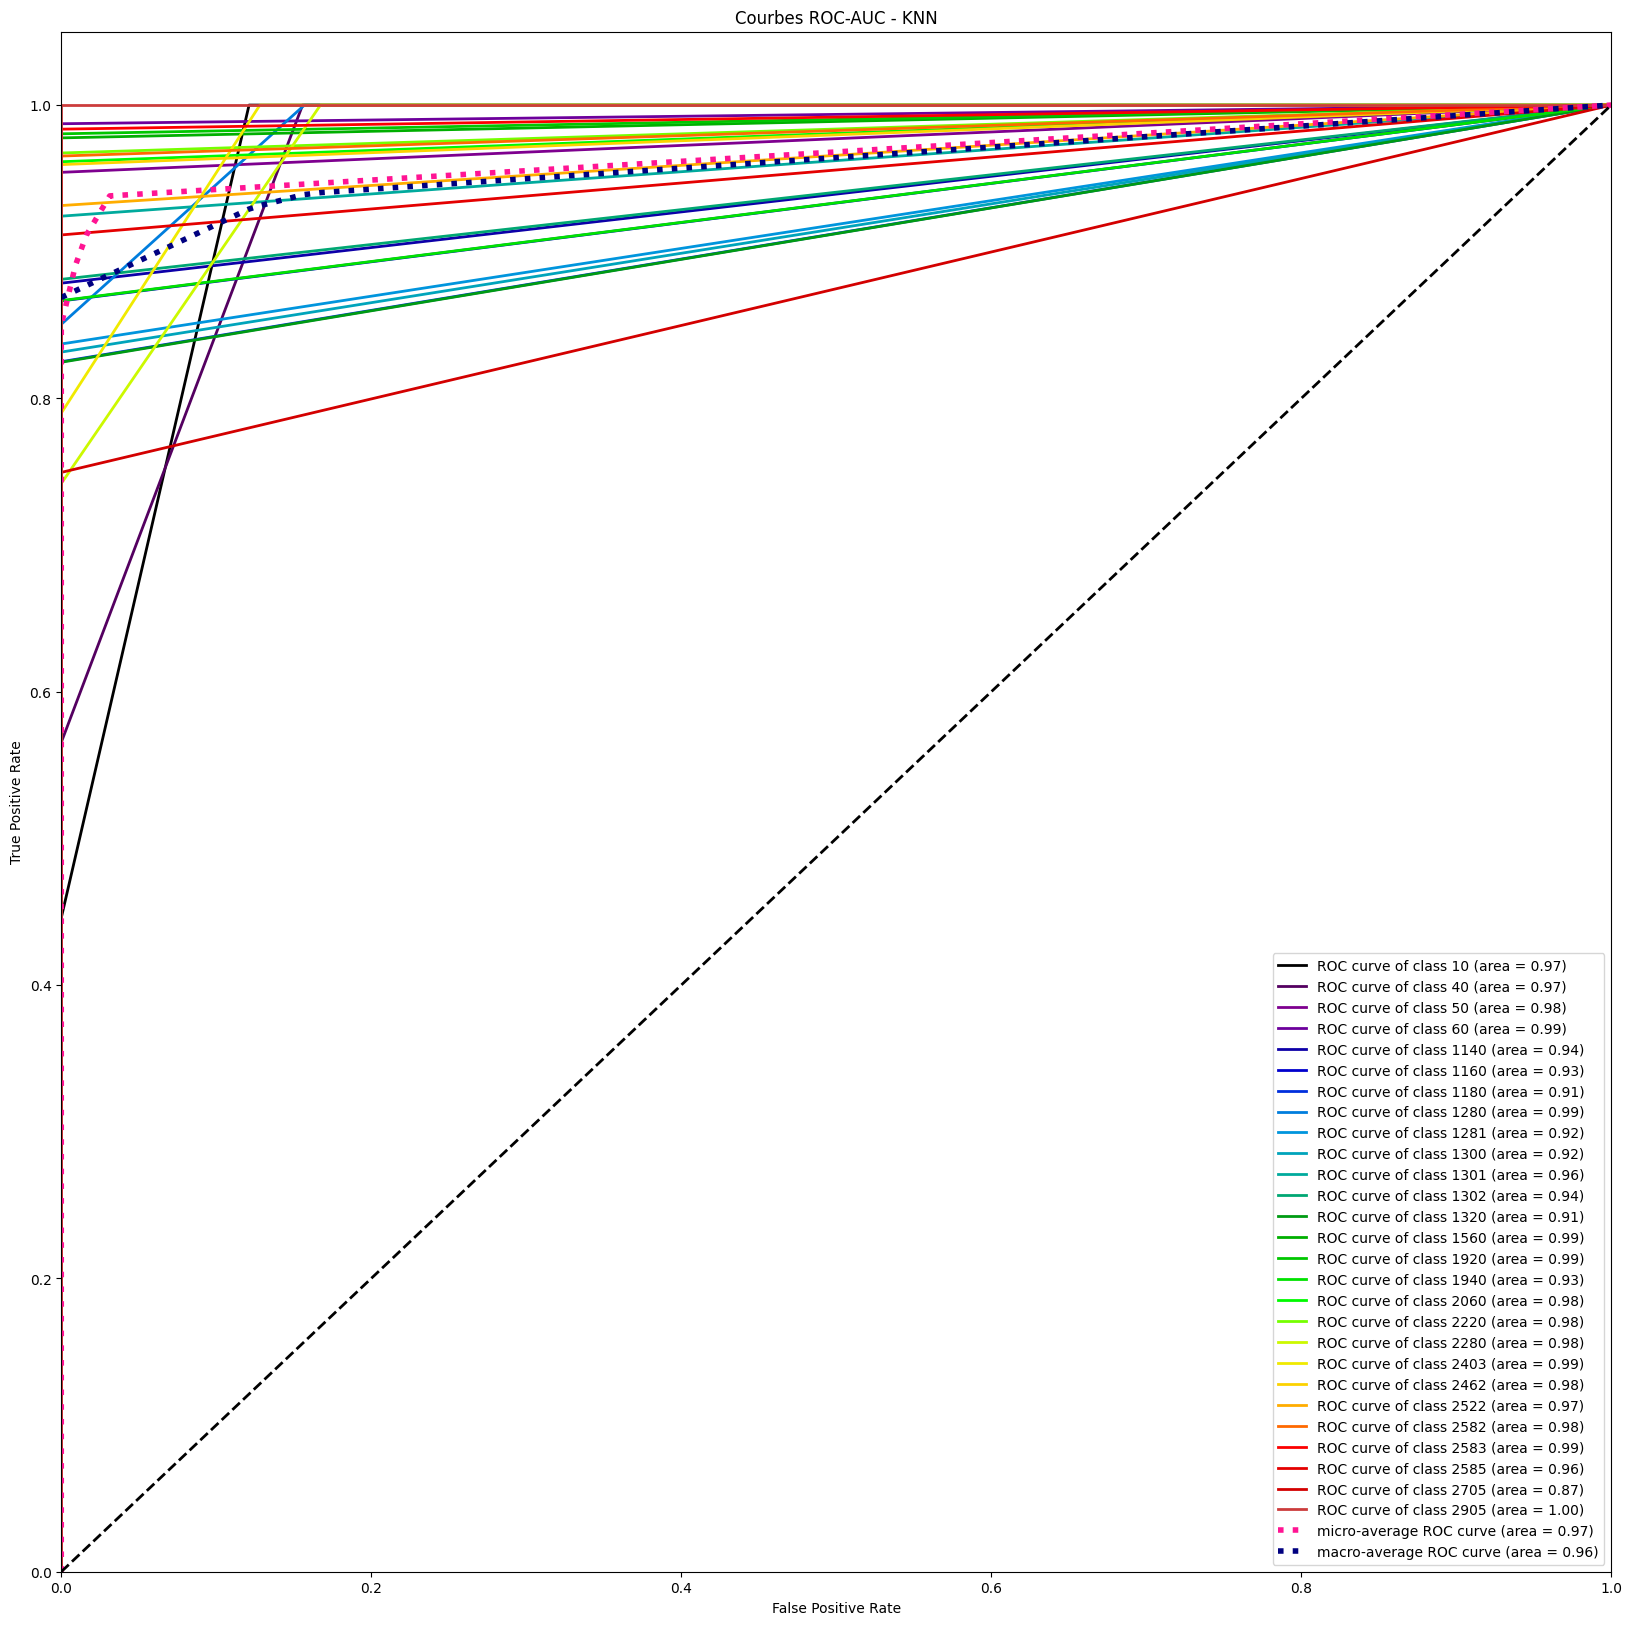 Courbes ROC-AUC - KNN
1.0
0.8
0.6
0.4
0.2
0.0
True Positive Rate
ROC curve of class 10 (area = 0.97)
ROC curve of class 40 (area = 0.97)
ROC curve of class 50 (area = 0.98)
ROC curve of class 60 (area = 0.99)
ROC curve of class 1140 (area = 0.94)
ROC curve of class 1160 (area = 0.93)
ROC curve of class 1180 (area = 0.91)
ROC curve of class 1280 (area = 0.99)
ROC curve of class 1281 (area = 0.92)
ROC curve of class 1300 (area = 0.92)
ROC curve of class 1301 (area = 0.96)
ROC curve of class 1302 (area = 0.94)
ROC curve of class 1320 (area = 0.91)
ROC curve of class 1560 (area = 0.99)
ROC curve of class 1920 (area = 0.99)
ROC curve of class 1940 (area = 0.93)
ROC curve of class 2060 (area = 0.98)
ROC curve of class 2220 (area = 0.98)
ROC curve of class 2280 (area = 0.98)
ROC curve of class 2403 (area = 0.99)
ROC curve of class 2462 (area = 0.98)
ROC curve of class 2522 (area = 0.97)
ROC curve of class 2582 (area = 0.98)
ROC curve of class 2583 (area = 0.99)
ROC curve of class 2585 (area = 0.96)
ROC curve of class 2705 (area = 0.87)
ROC curve of class 2905 (area = 1.00)
micro-average ROC curve (area = 0.97)
macro-average ROC curve (area = 0.96)
0.0 0.2 0.4 0.6 0.8 1.0
False Positive Rate